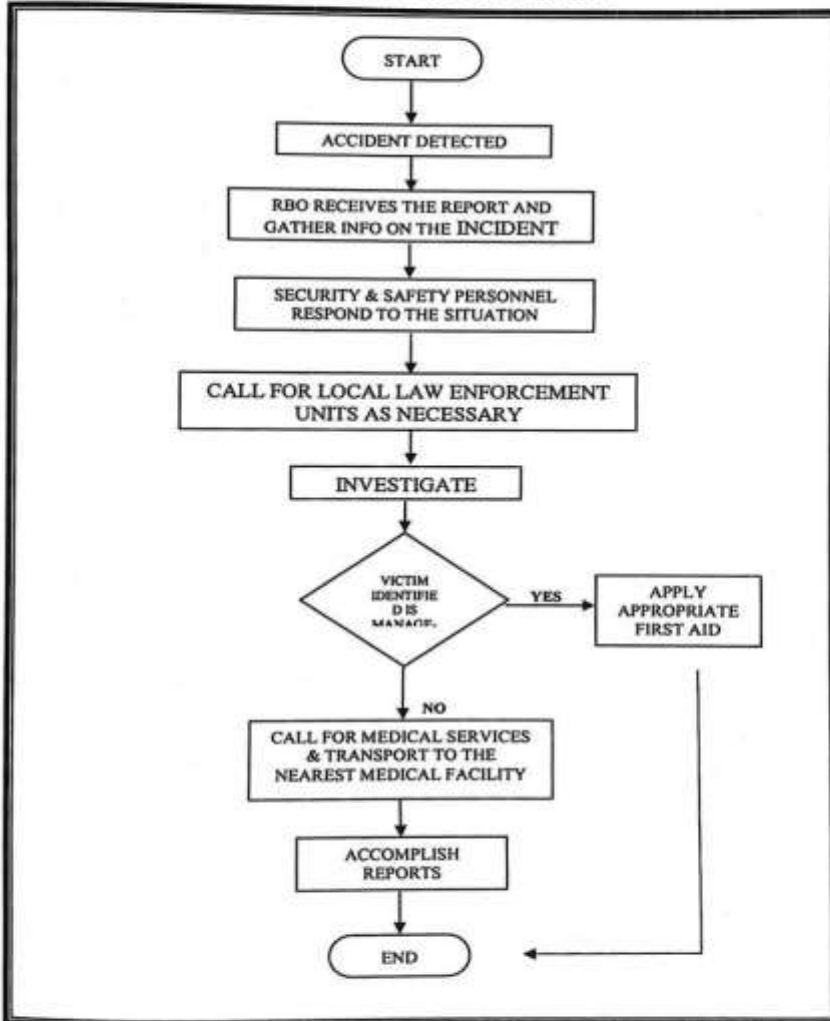 START
ACCIDENT DETECTED
RBO RECEIVES THE REPORT AND
GATHER INFO ON THE INCIDENT
SECURITY & SAFETY PERSONNEL
RESPOND TO THE SITUATION
CALL FOR LOCAL LAW ENFORCEMENT
UNITS AS NECESSARY
INVESTIGATE
VICTIM
IDENTIFIE
D IS
MANAGE-
YES
APPLY
APPROPRIATE
FIRST AID
NO
CALL FOR MEDICAL SERVICES
& TRANSPORT TO THE
NEAREST MEDICAL FACILITY
ACCOMPLISH
REPORTS
END